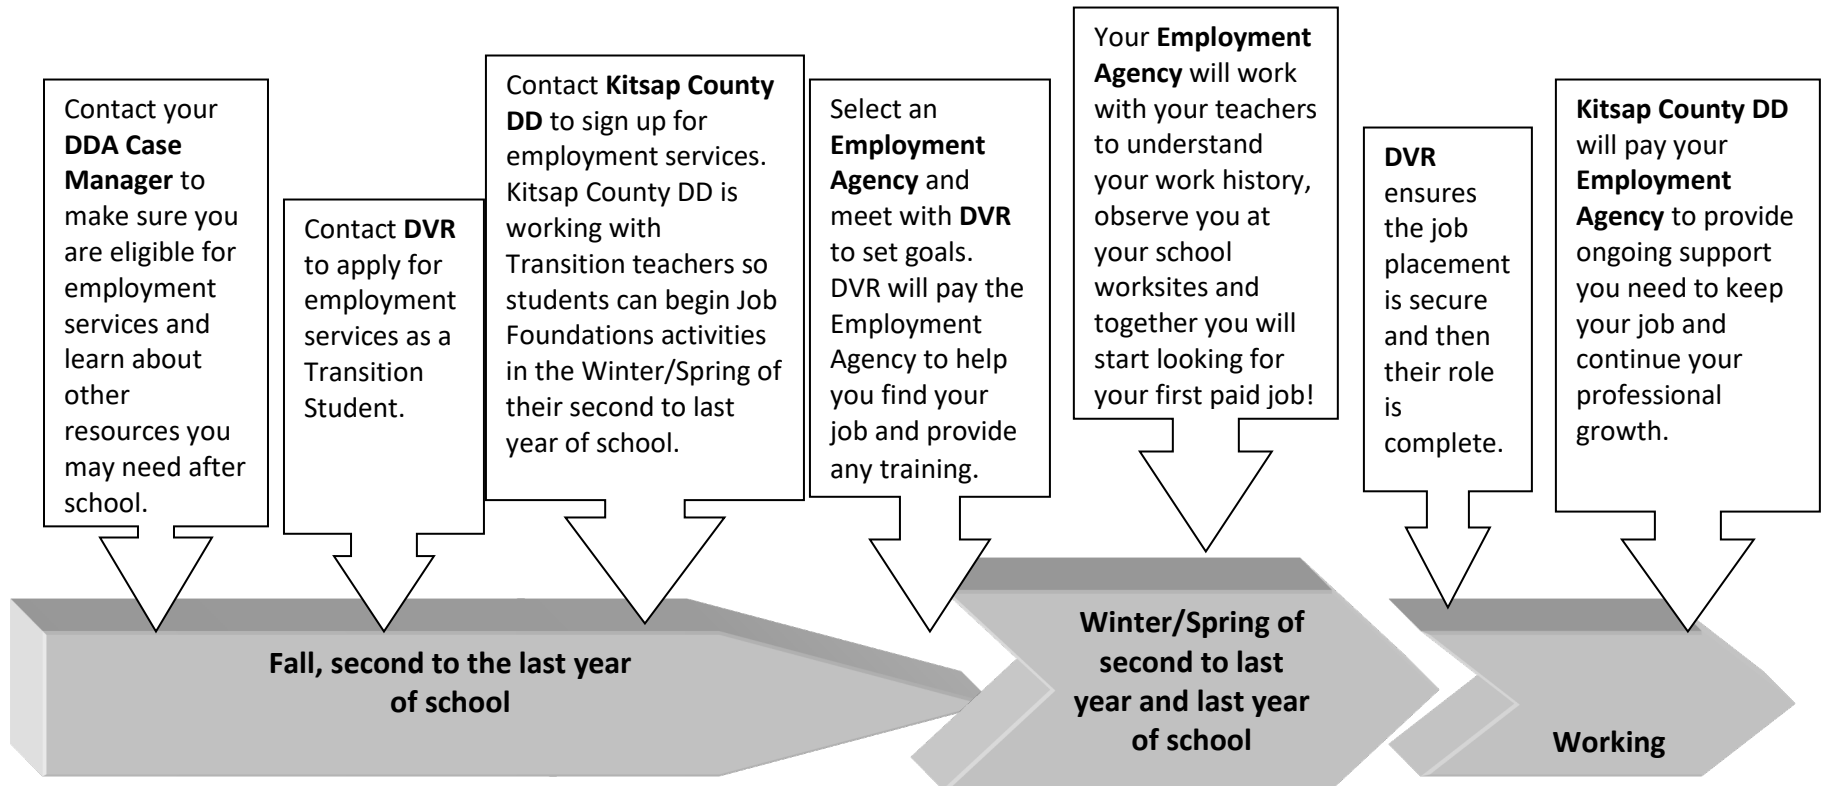 Contact your
DDA Case
Manager to
make sure you
are eligible for
employment
services and
learn about
other
resources you
may need after
school.
Contact DVR
to apply for
employment
services as a
Transition
Student.
Contact Kitsap County
DD to sign up for
employment services.
Kitsap County DD is
working with
Transition teachers so
students can begin Job
Foundations activities
in the Winter/Spring of
their second to last
year of school.
Select an
Employment
Agency and
meet with DVR
to set goals.
DVR will pay the
Employment
Agency to help
you find your
job and provide
any training.
Your Employment
Agency will work
with your teachers
to understand
your work history,
observe you at
your school
worksites and
together you will
start looking for
your first paid job!
DVR
ensures
the job
placement
is secure
and then
their role
is
complete.
Kitsap County DD
will pay your
Employment
Agency to provide
ongoing support
you need to keep
your job and
continue your
professional
growth.
Fall, second to the last year
of school
Winter/Spring of
second to last
year and last year
of school
Working